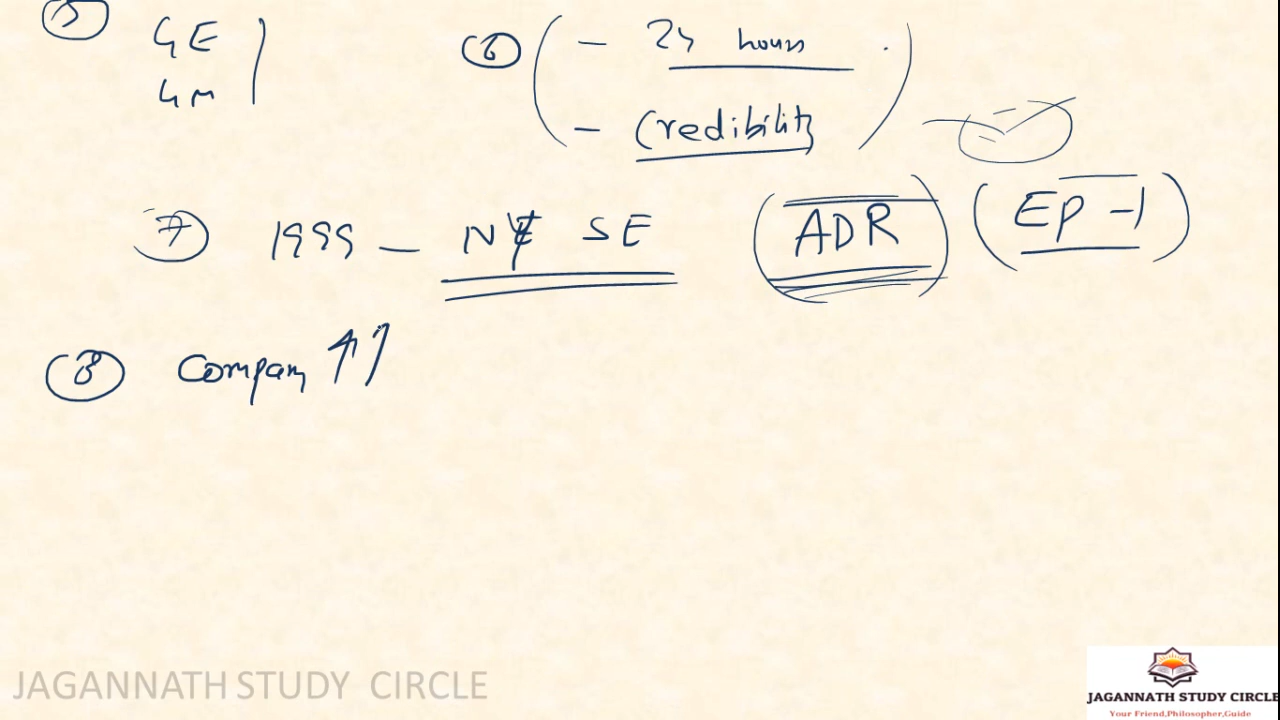 5
GE
GM
6 - 24 hours
- Credibility
7 1999 - NYSE ADR EP-1
8 Company ↑↑
JAGANNATH STUDY CIRCLE
JAGANNATH STUDY CIRCLE
Your Friend,Philosopher,Guide